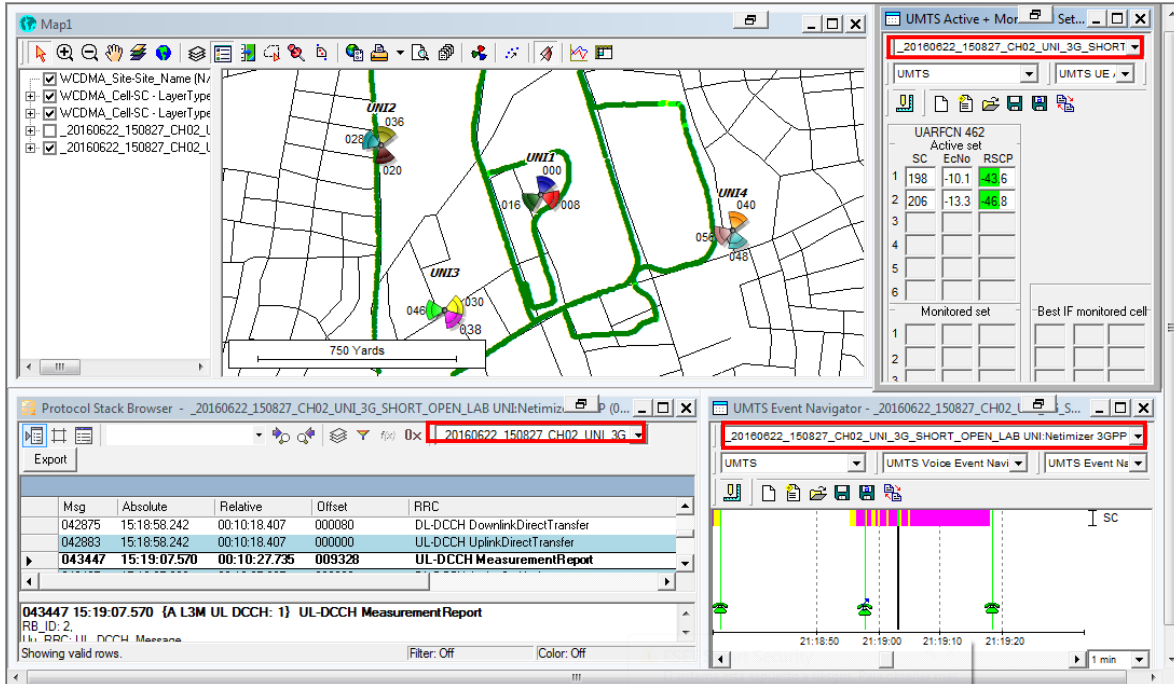 Map1
WCDMA_Site-Site_Name (N/
WCDMA_Cell-SC - LayerType
WCDMA_Cell-SC - LayerType
_20160622_150827_CH02_U
_20160622_150827_CH02_L
UNI2
036
028
020
UNI1
000
016
008
UNI4
040
056
048
UNI3
030
046
038
750 Yards
UMTS Active + Mor Set...
_20160622_150827_CH02_UNI_3G_SHORT
UMTS
UMTS UE
UARFCN 462
Active set
SC EcNo RSCP
1 198 -10.1 -43.6
2 206 -13.3 -46.8
3
4
5
6
Monitored set
Best IF monitored cell
1
2
3
Protocol Stack Browser - _20160622_150827_CH02_UNI_3G_SHORT_OPEN_LAB UNI:Netimiz P (0...
f(x) 0x _20160622_150827_CH02_UNI_3G
Export
Msg Absolute Relative Offset RRC
042875 15:18:58.242 00:10:18.407 000080 DL-DCCH DownlinkDirectTransfer
042883 15:18:58.242 00:10:18.407 000000 UL-DCCH UplinkDirectTransfer
043447 15:19:07.570 00:10:27.735 009328 UL-DCCH MeasurementReport
043447 15:19:07.570 {A L3M UL DCCH: 1} UL-DCCH MeasurementReport
RB_ID: 2,
Uu_RRC: UL_DCCH_Message
Showing valid rows.
Filter: Off
Color: Off
UMTS Event Navigator - _20160622_150827_CH02_U S...
_20160622_150827_CH02_UNI_3G_SHORT_OPEN_LAB UNI:Netimizer 3GPP
UMTS
UMTS Voice Event Navi
UMTS Event Na
SC
21:18:50 21:19:00 21:19:10 21:19:20
1 min